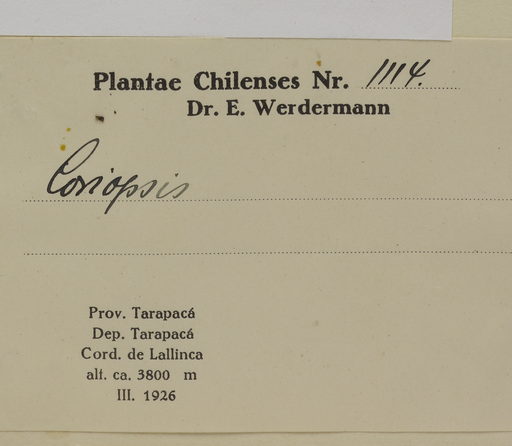 Plantae Chilenses Nr. 1114.
Dr. E. Werdermann
Coriopsis
Prov. Tarapacá
Dep. Tarapacá
Cord. de Lallinca
alt. ca. 3800 m
III. 1926